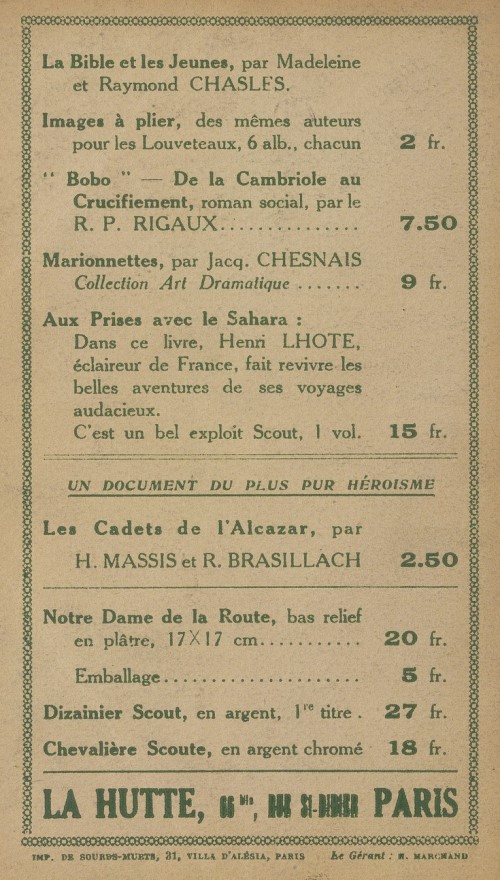 La Bible et les Jeunes, par Madeleine
et Raymond CHASLES.
Images à plier, des mêmes auteurs
pour les Louveteaux, 6 alb., chacun 2 fr.
" Bobo " — De la Cambriole au
Crucifiement, roman social, par le
R. P. RIGAUX............... 7.50
Marionnettes, par Jacq. CHESNAIS
Collection Art Dramatique ....... 9 fr.
Aux Prises avec le Sahara :
Dans ce livre, Henri LHOTE,
éclaireur de France, fait revivre les
belles aventures de ses voyages
audacieux.
C'est un bel exploit Scout, 1 vol. 15 fr.
UN DOCUMENT DU PLUS PUR HÉROISME
Les Cadets de l'Alcazar, par
H. MASSIS et R. BRASILLACH 2.50
Notre Dame de la Route, bas relief
en plâtre, 17×17 cm........... 20 fr.
Emballage.................... 5 fr.
Dizainier Scout, en argent, 1re titre . 27 fr.
Chevalière Scoute, en argent chromé 18 fr.
LA HUTTE, bis, RUE ST-DIDIER PARIS
IMP. DE SOURDS-MUETS, 31, VILLA D'ALÉSIA, PARIS Le Gérant : MARCHAND